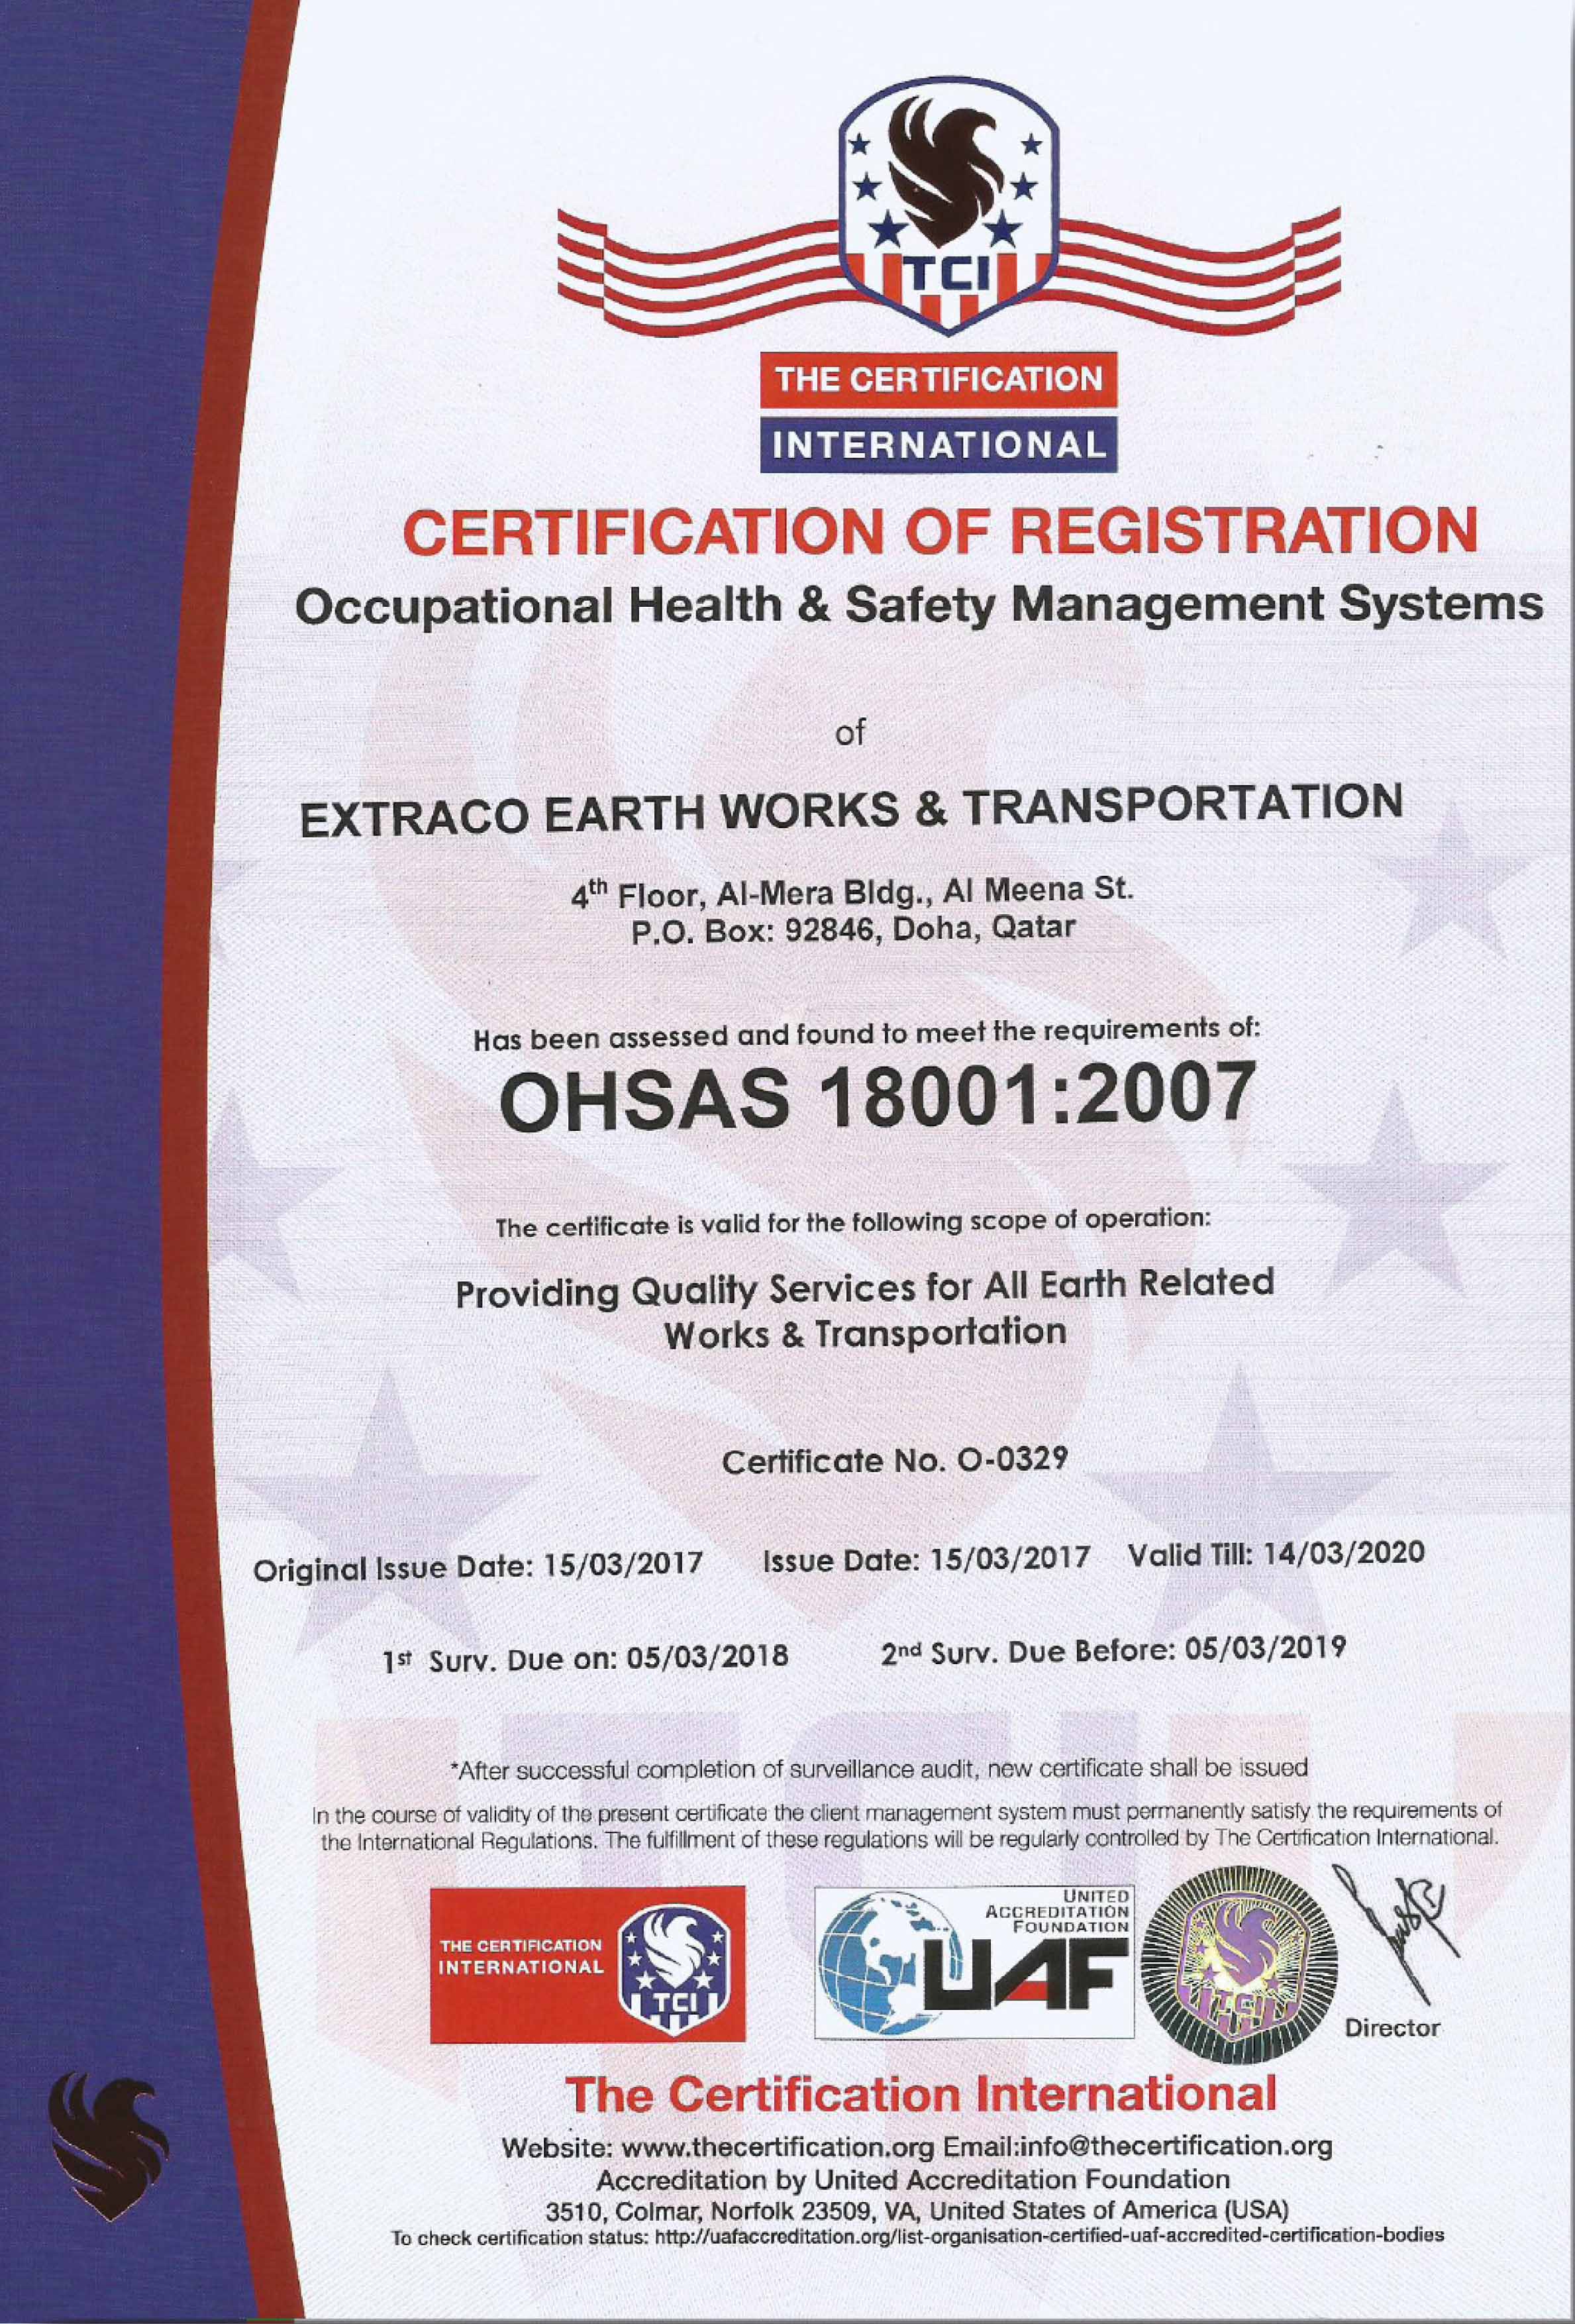 TCI
THE CERTIFICATION
INTERNATIONAL
CERTIFICATION OF REGISTRATION
Occupational Health & Safety Management Systems
of
EXTRACO EARTH WORKS & TRANSPORTATION
4th Floor, Al-Mera Bldg., Al Meena St.
P.O. Box: 92846, Doha, Qatar
Has been assessed and found to meet the requirements of:
OHSAS 18001:2007
The certificate is valid for the following scope of operation:
Providing Quality Services for All Earth Related
Works & Transportation
Certificate No. O-0329
Original Issue Date: 15/03/2017 Issue Date: 15/03/2017 Valid Till: 14/03/2020
1st Surv. Due on: 05/03/2018 2nd Surv. Due Before: 05/03/2019
*After successful completion of surveillance audit, new certificate shall be issued
In the course of validity of the present certificate the client management system must permanently satisfy the requirements of
the International Regulations. The fulfillment of these regulations will be regularly controlled by The Certification International.
THE CERTIFICATION
INTERNATIONAL
TCI
UNITED
ACCREDITATION
FOUNDATION
UAF
TCI
Director
The Certification International
Website: www.thecertification.org Email:info@thecertification.org
Accreditation by United Accreditation Foundation
3510, Colmar, Norfolk 23509, VA, United States of America (USA)
To check certification status: http://uafaccreditation.org/list-organisation-certified-uaf-accredited-certification-bodies